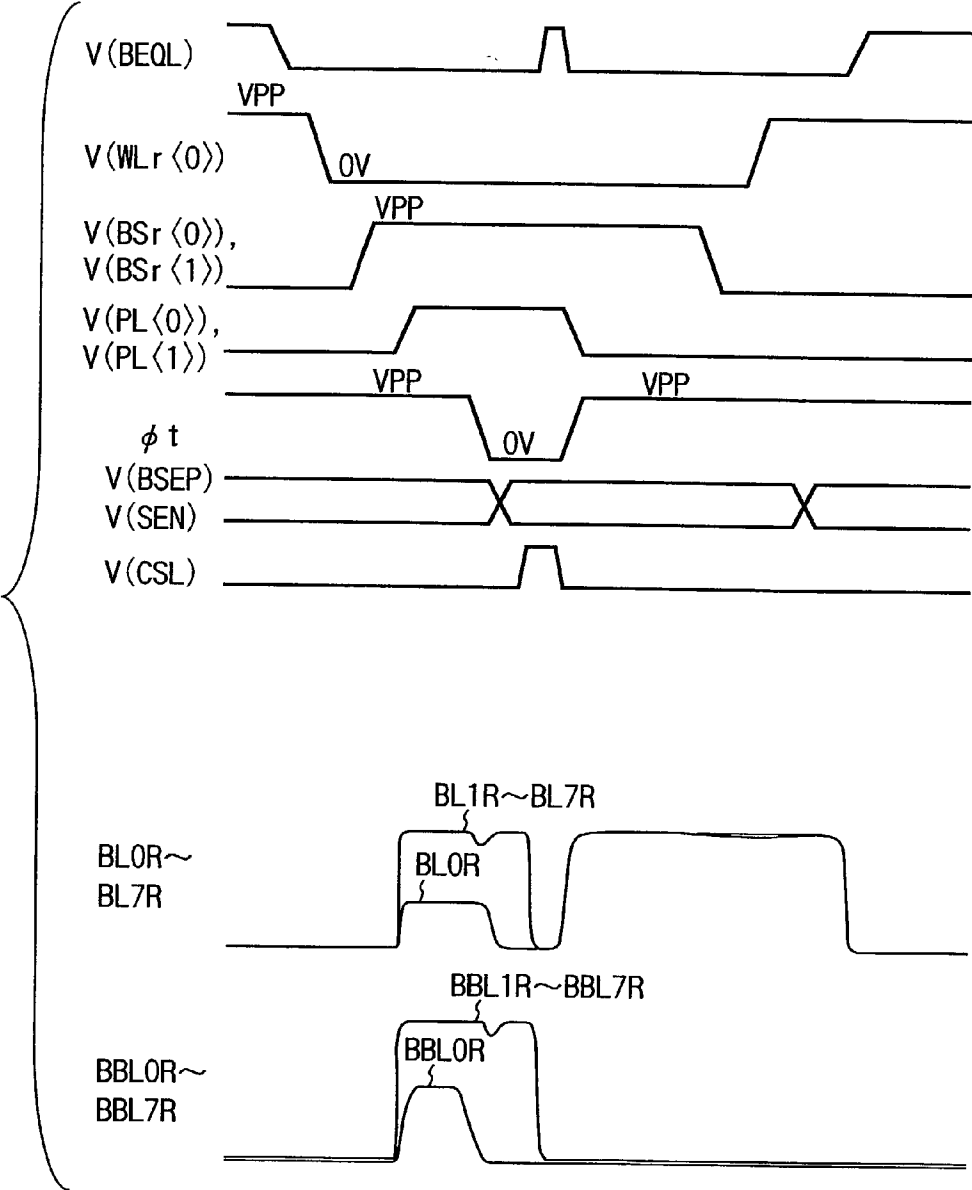 V(BEQL)
VPP
V(WLr〈0〉)
0V
VPP
V(BSr〈0〉),
V(BSr〈1〉)
V(PL〈0〉),
V(PL〈1〉)
VPP
VPP
φt
0V
V(BSEP)
V(SEN)
V(CSL)
BL1R～BL7R
BL0R～
BL7R
BL0R
BBL1R～BBL7R
BBL0R
BBL0R～
BBL7R